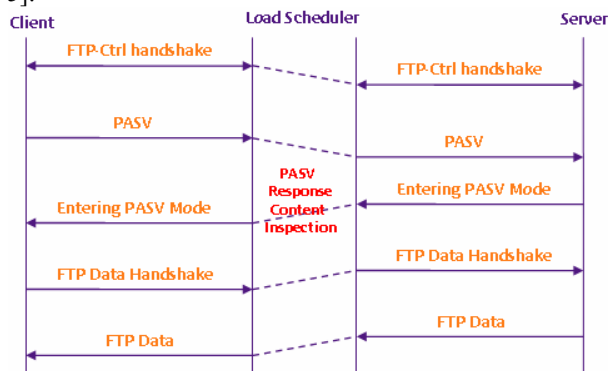 5].
Client Load Scheduler Server
FTP-Ctrl handshake
FTP-Ctrl handshake
PASV
PASV
PASV
Response
Content
Inspection
Entering PASV Mode
Entering PASV Mode
FTP Data Handshake
FTP Data Handshake
FTP Data
FTP Data